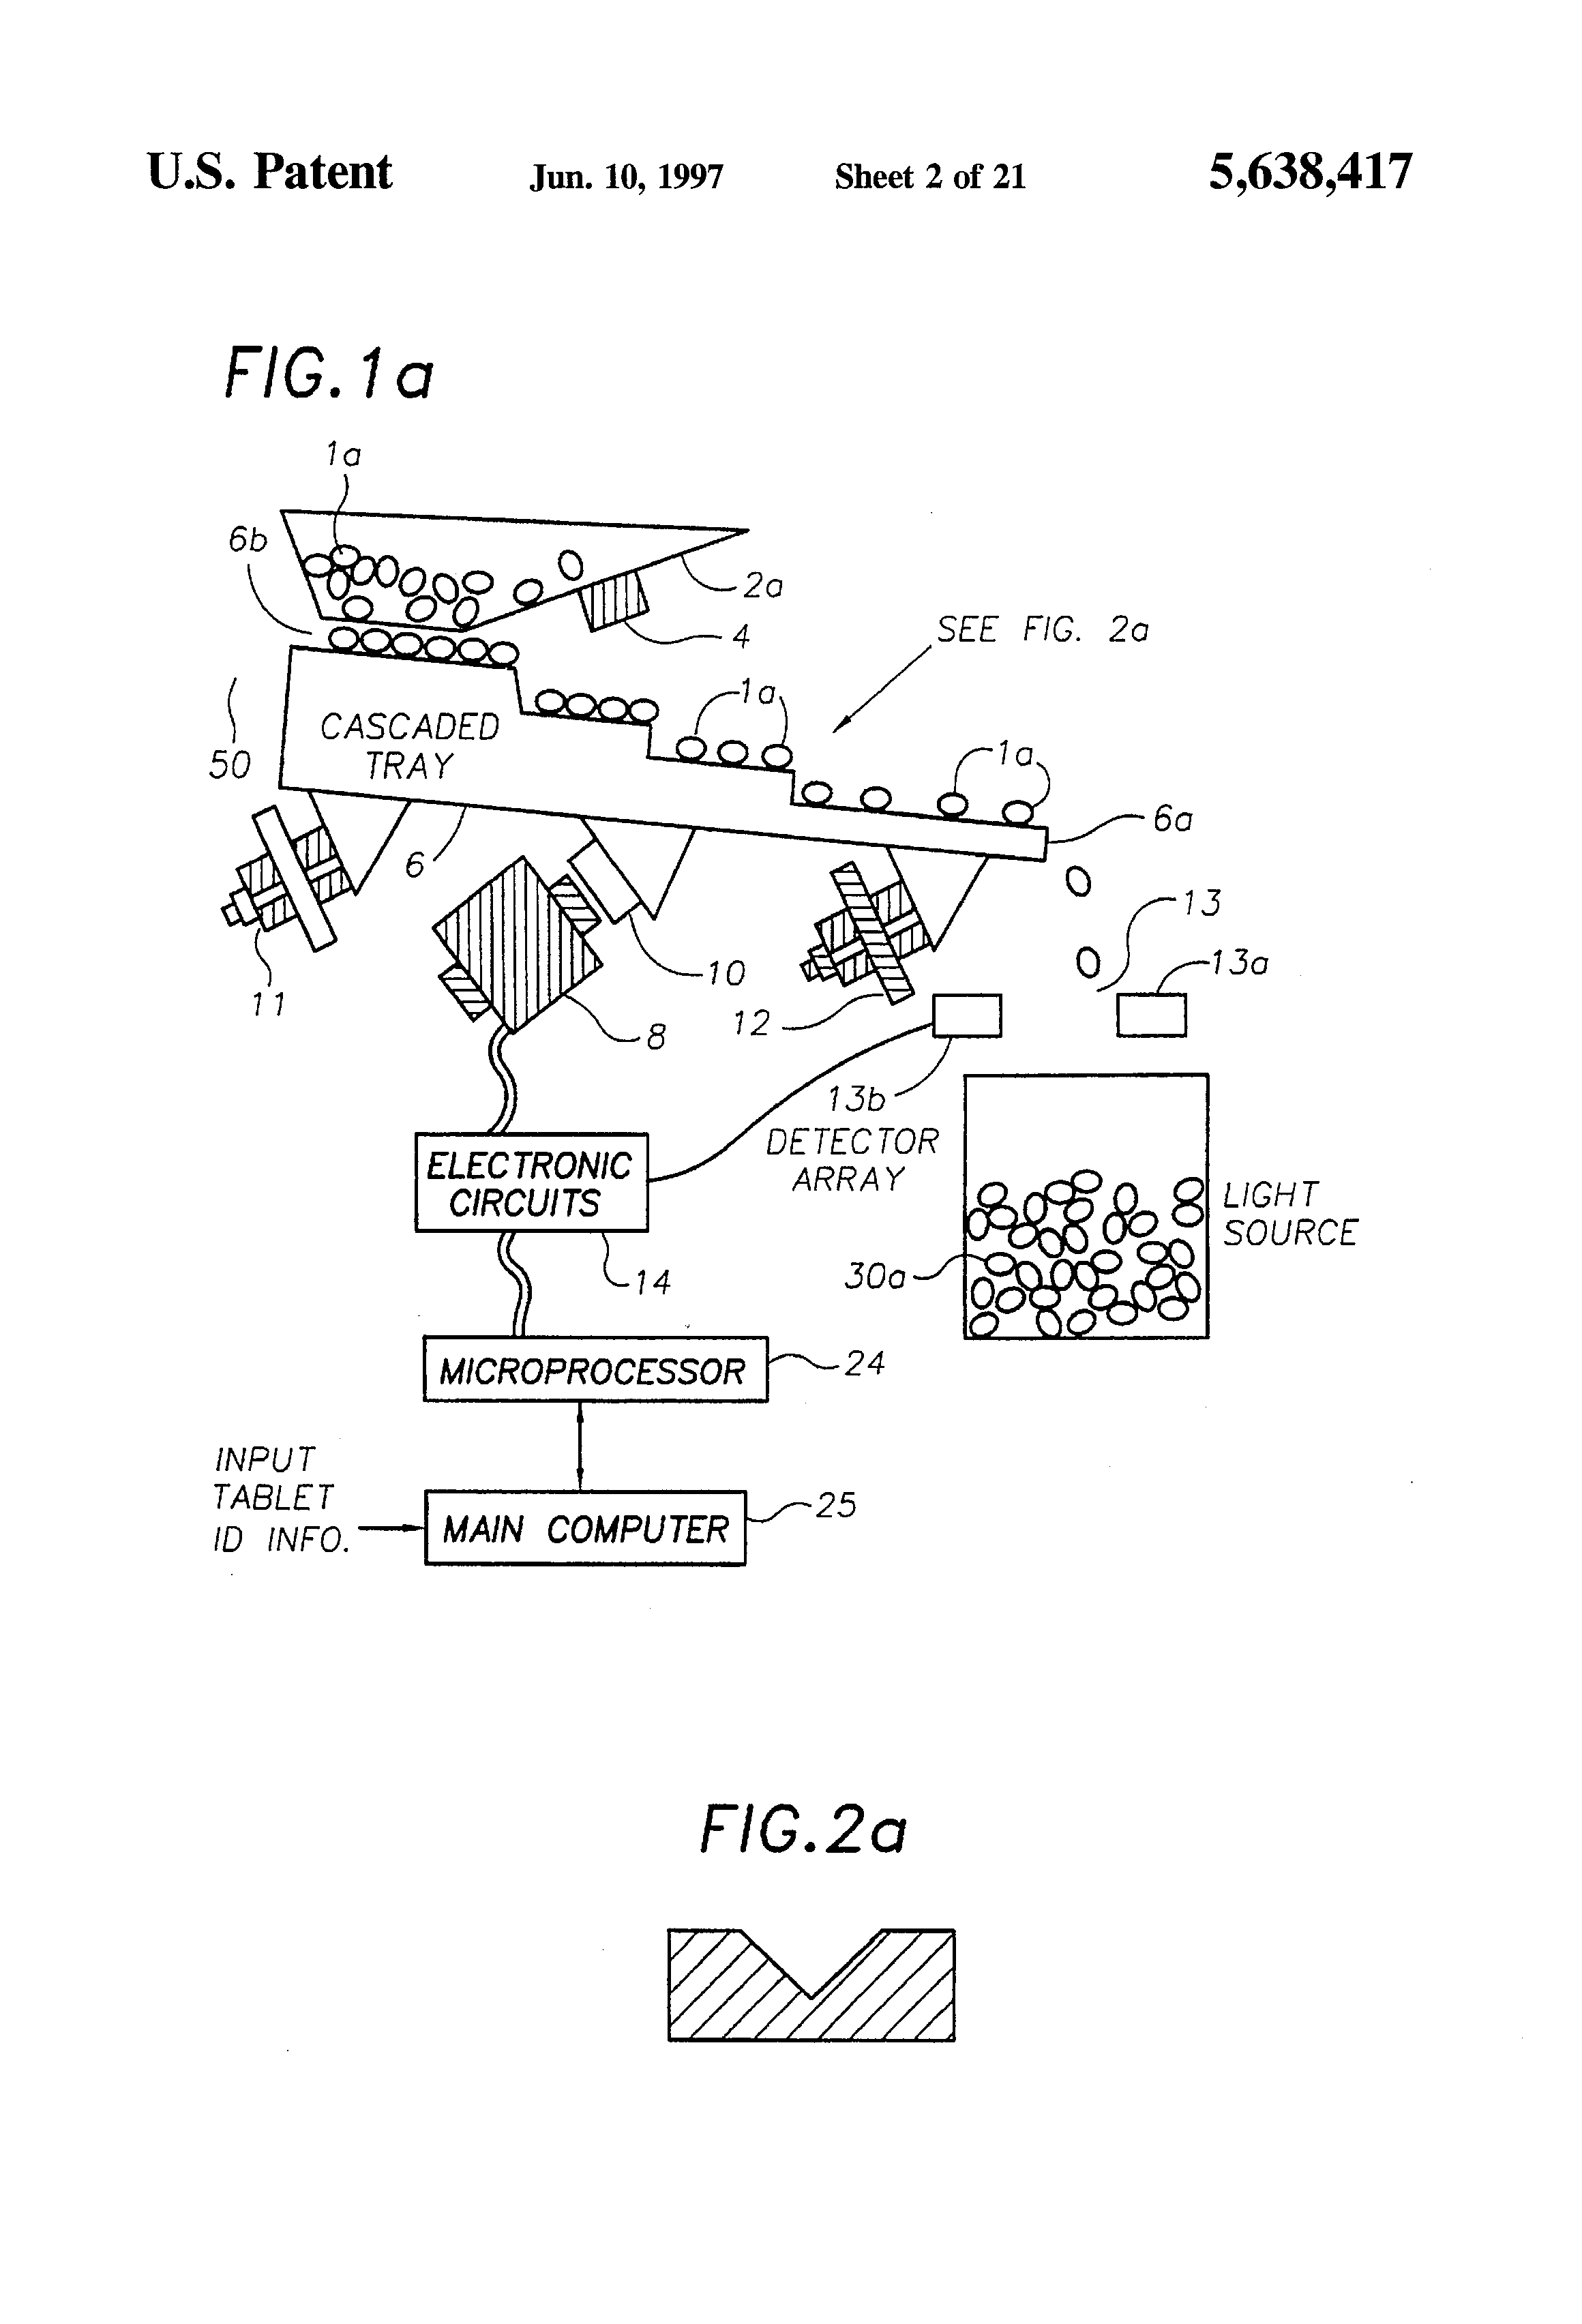 U.S. Patent Jun. 10, 1997 Sheet 2 of 21 5,638,417
FIG.1a
1a
6b
2a
4
SEE FIG. 2a
1a
50
CASCADED
TRAY
1a
6a
6
13
13a
11
10
12
8
13b
DETECTOR
ARRAY
ELECTRONIC
CIRCUITS
LIGHT
SOURCE
30a
14
MICROPROCESSOR
24
INPUT
TABLET
ID INFO.
MAIN COMPUTER
25
FIG.2a